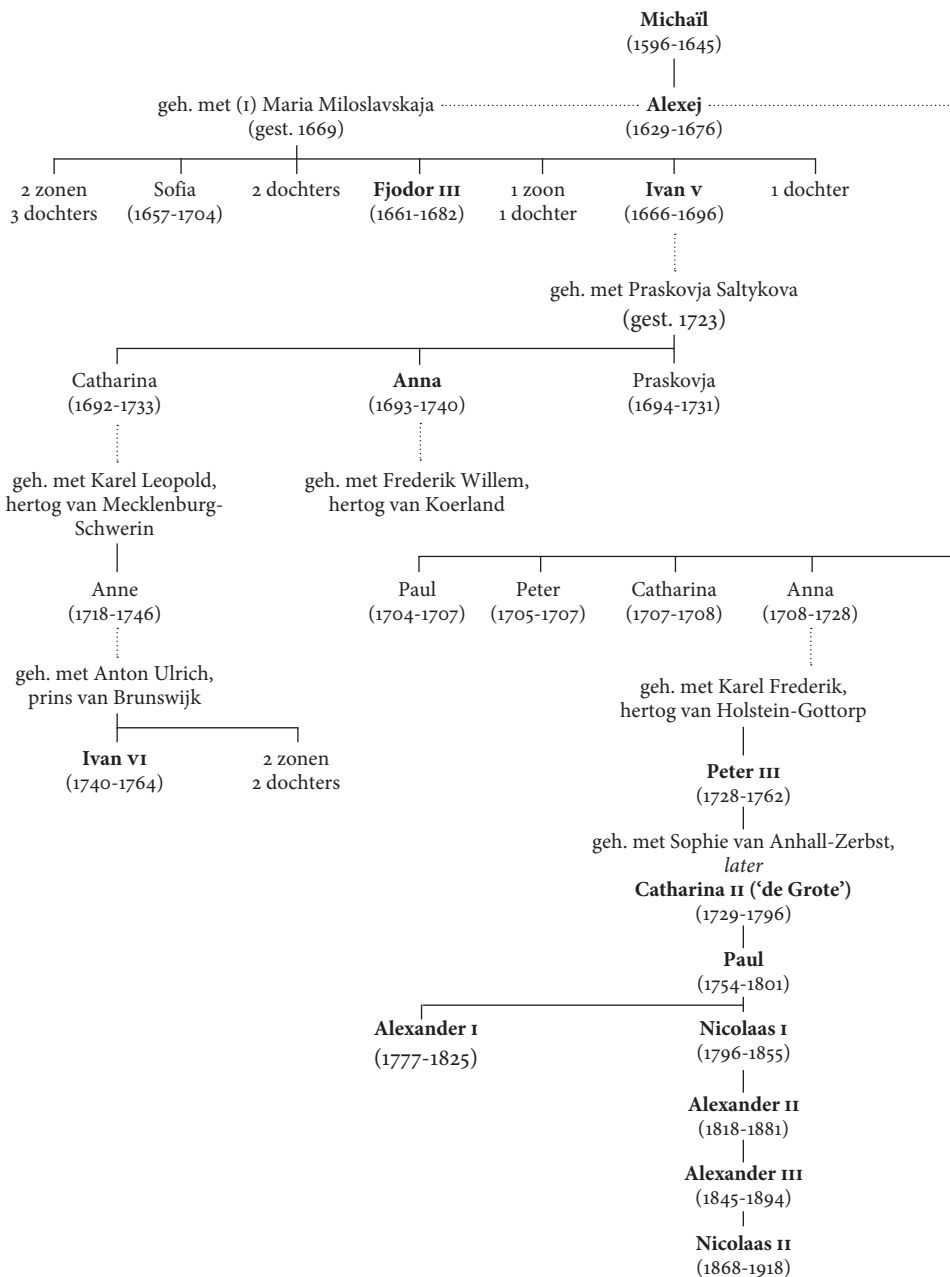 Michaïl
(1596-1645)
geh. met (1) Maria Miloslavskaja
(gest. 1669)
Alexej
(1629-1676)
2 zonen
3 dochters
Sofia
(1657-1704)
2 dochters
Fjodor III
(1661-1682)
1 zoon
1 dochter
Ivan V
(1666-1696)
1 dochter
geh. met Praskovja Saltykova
(gest. 1723)
Catharina
(1692-1733)
Anna
(1693-1740)
Praskovja
(1694-1731)
geh. met Karel Leopold,
hertog van Mecklenburg-
Schwerin
geh. met Frederik Willem,
hertog van Koerland
Anne
(1718-1746)
Paul
(1704-1707)
Peter
(1705-1707)
Catharina
(1707-1708)
Anna
(1708-1728)
geh. met Anton Ulrich,
prins van Brunswijk
geh. met Karel Frederik,
hertog van Holstein-Gottorp
Ivan VI
(1740-1764)
2 zonen
2 dochters
Peter III
(1728-1762)
geh. met Sophie van Anhall-Zerbst,
later
Catharina II (‘de Grote’)
(1729-1796)
Paul
(1754-1801)
Alexander I
(1777-1825)
Nicolaas I
(1796-1855)
Alexander II
(1818-1881)
Alexander III
(1845-1894)
Nicolaas II
(1868-1918)